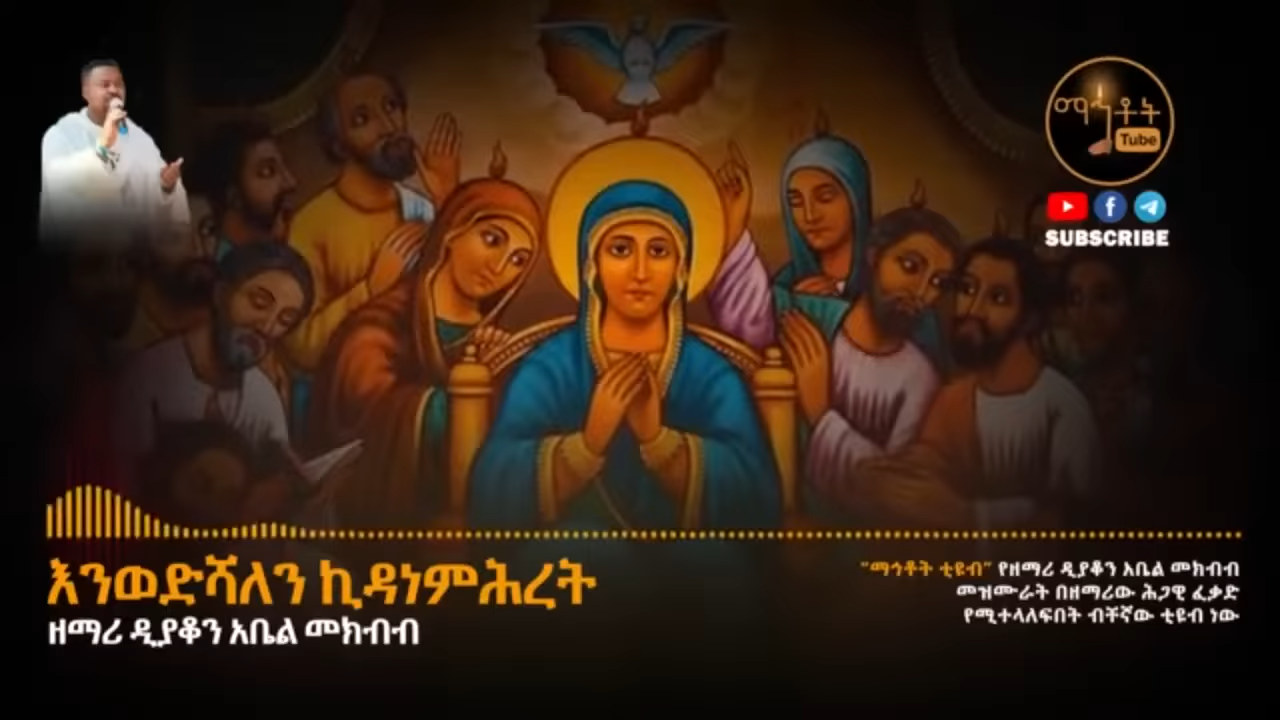 ማኅቶት
Tube
SUBSCRIBE
እንወድሻለን ኪዳነምሕረት
ዘማሪ ዲያቆን አቤል መክብብ
"ማኅቶት ቲዩብ" የዘማሪ ዲያቆን አቤል መክብብ
መዝሙራት በዘማሪው ሕጋዊ ፈቃድ
የሚተላለፍበት ብቸኛው ቲዩብ ነው